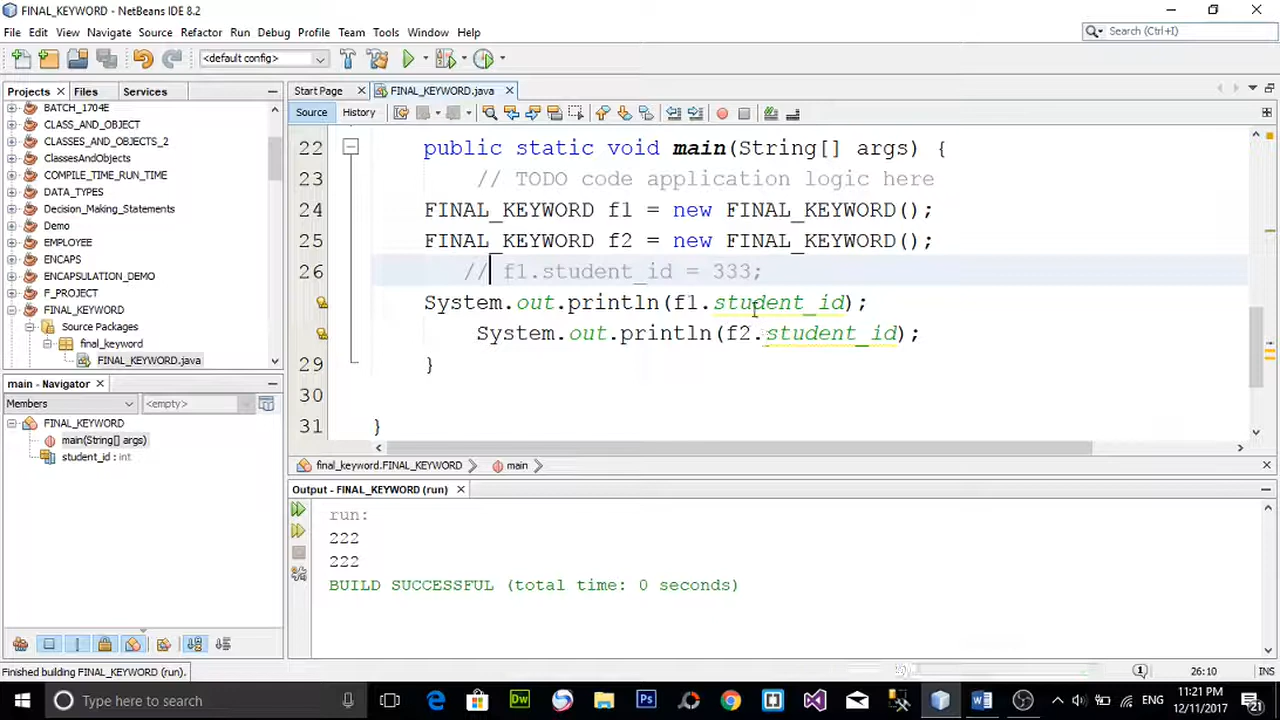 FINAL_KEYWORD - NetBeans IDE 8.2
File Edit View Navigate Source Refactor Run Debug Profile Team Tools Window Help
Search (Ctrl+I)
<default config>
Projects Files Services
BATCH_1704E
CLASS_AND_OBJECT
CLASSES_AND_OBJECTS_2
ClassesAndObjects
COMPILE_TIME_RUN_TIME
DATA_TYPES
Decision_Making_Statements
Demo
EMPLOYEE
ENCAPS
ENCAPSULATION_DEMO
F_PROJECT
FINAL_KEYWORD
Source Packages
final_keyword
FINAL_KEYWORD.java
main - Navigator
Members <empty>
FINAL_KEYWORD
main(String[] args)
student_id : int
Start Page FINAL_KEYWORD.java
Source History
22 public static void main(String[] args) {
23 // TODO code application logic here
24 FINAL_KEYWORD f1 = new FINAL_KEYWORD();
25 FINAL_KEYWORD f2 = new FINAL_KEYWORD();
26 // f1.student_id = 333;
System.out.println(f1.student_id);
System.out.println(f2.student_id);
29 }
30
31 }
final_keyword.FINAL_KEYWORD main
Output - FINAL_KEYWORD (run)
run:
222
222
BUILD SUCCESSFUL (total time: 0 seconds)
Finished building FINAL_KEYWORD (run).
1 26:10 INS
Type here to search
Dw
Ps
ENG
1:21 PM
12/11/2017
21